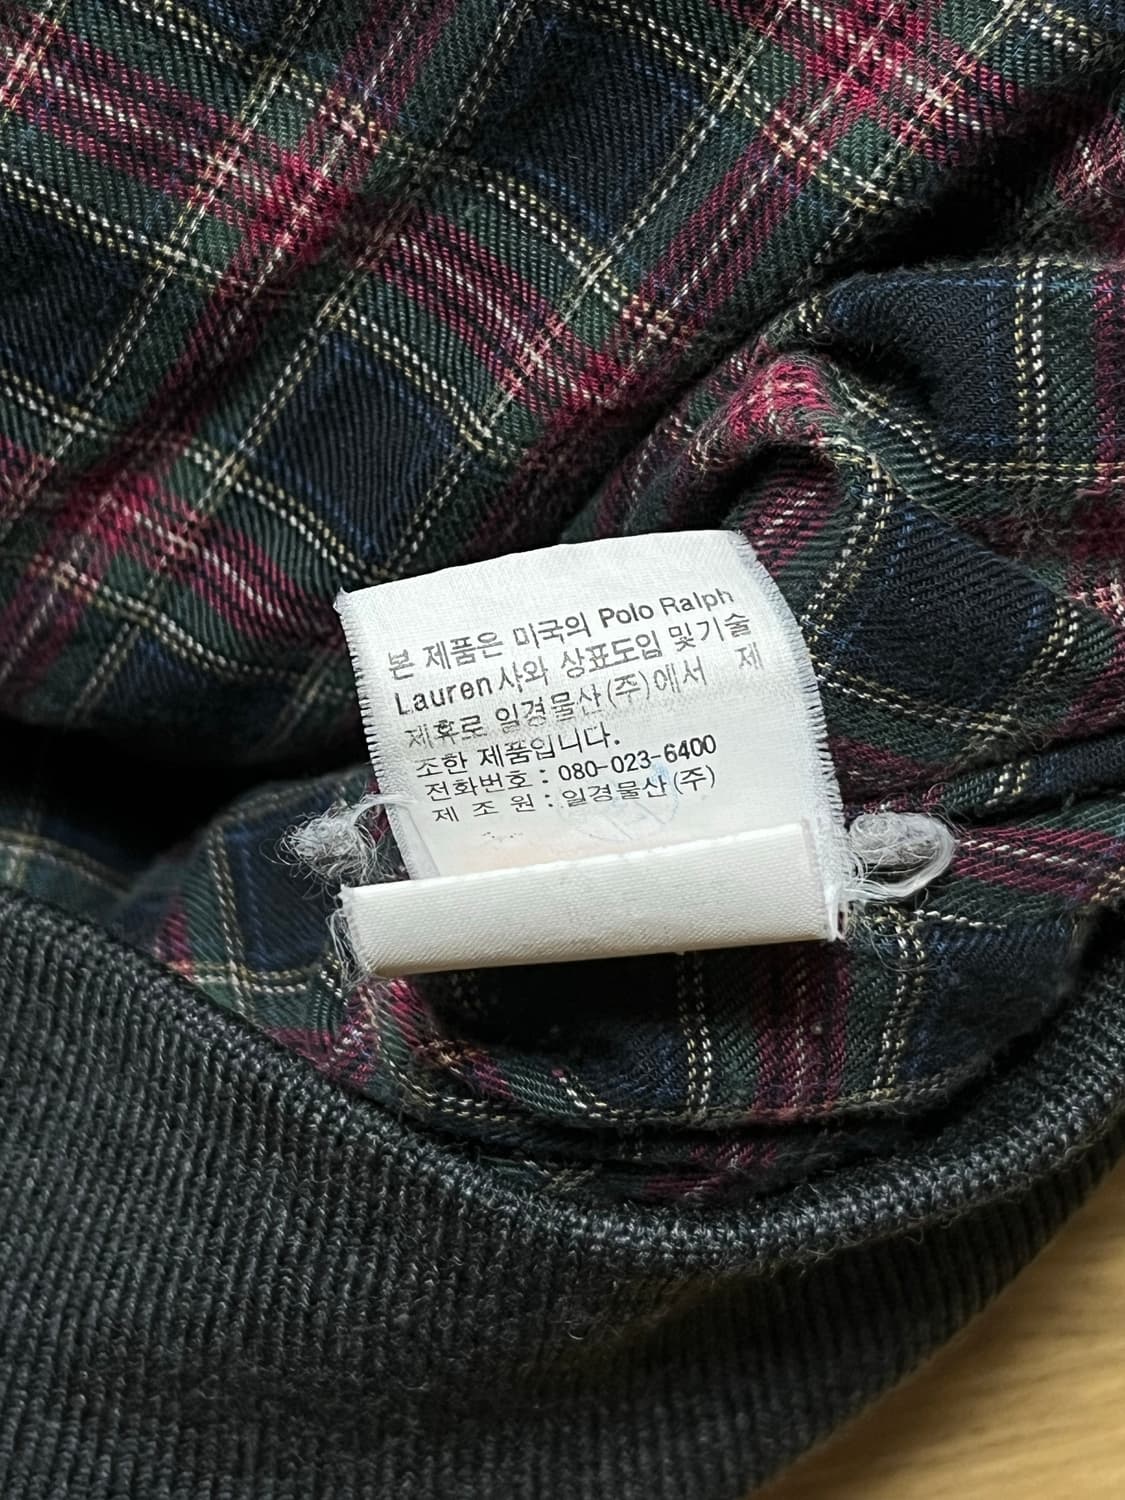 본 제품은 미국의 Polo Ralph
Lauren사와 상표도입 및 기술
제휴로 일경물산(주)에서 제
조한 제품입니다.
전화번호 : 080-023-6400
제 조 원 : 일경물산(주)